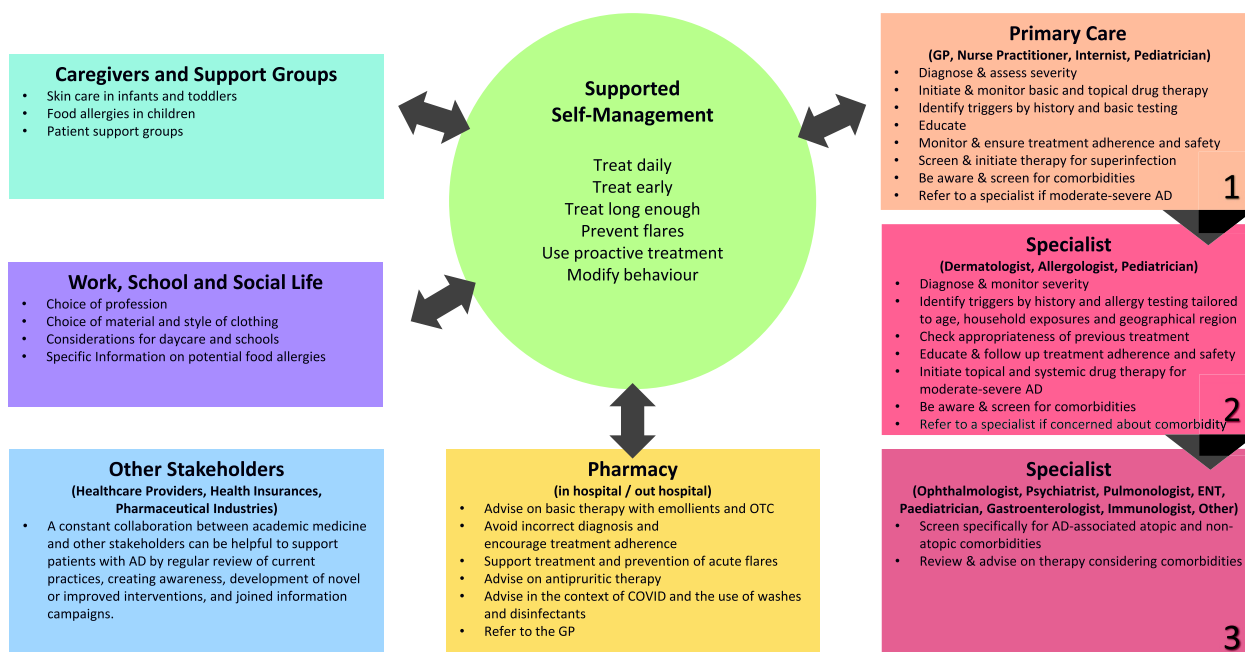 Caregivers and Support Groups
• Skin care in infants and toddlers
• Food allergies in children
• Patient support groups
Work, School and Social Life
• Choice of profession
• Choice of material and style of clothing
• Considerations for daycare and schools
• Specific Information on potential food allergies
Other Stakeholders
(Healthcare Providers, Health Insurances,
Pharmaceutical Industries)
• A constant collaboration between academic medicine
and other stakeholders can be helpful to support
patients with AD by regular review of current
practices, creating awareness, development of novel
or improved interventions, and joined information
campaigns.
Supported
Self-Management
Treat daily
Treat early
Treat long enough
Prevent flares
Use proactive treatment
Modify behaviour
Pharmacy
(in hospital / out hospital)
• Advise on basic therapy with emollients and OTC
• Avoid incorrect diagnosis and
encourage treatment adherence
• Support treatment and prevention of acute flares
• Advise on antipruritic therapy
• Advise in the context of COVID and the use of washes
and disinfectants
• Refer to the GP
Primary Care
(GP, Nurse Practitioner, Internist, Pediatrician)
• Diagnose & assess severity
• Initiate & monitor basic and topical drug therapy
• Identify triggers by history and basic testing
• Educate
• Monitor & ensure treatment adherence and safety
• Screen & initiate therapy for superinfection
• Be aware & screen for comorbidities
• Refer to a specialist if moderate-severe AD
1
Specialist
(Dermatologist, Allergologist, Pediatrician)
• Diagnose & monitor severity
• Identify triggers by history and allergy testing tailored
to age, household exposures and geographical region
• Check appropriateness of previous treatment
• Educate & follow up treatment adherence and safety
• Initiate topical and systemic drug therapy for
moderate-severe AD
• Be aware & screen for comorbidities
• Refer to a specialist if concerned about comorbidity
2
Specialist
(Ophthalmologist, Psychiatrist, Pulmonologist, ENT,
Paediatrician, Gastroenterologist, Immunologist, Other)
• Screen specifically for AD-associated atopic and non-
atopic comorbidities
• Review & advise on therapy considering comorbidities
3